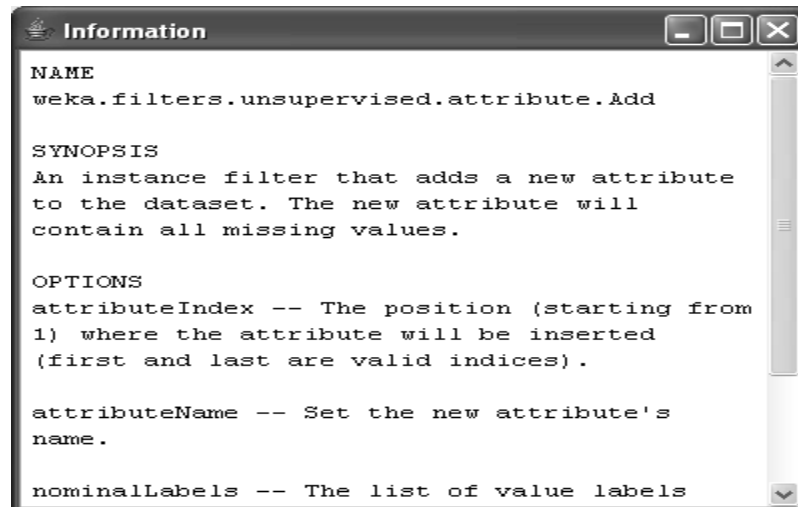 Information
NAME
weka.filters.unsupervised.attribute.Add
SYNOPSIS
An instance filter that adds a new attribute
to the dataset. The new attribute will
contain all missing values.
OPTIONS
attributeIndex -- The position (starting from
1) where the attribute will be inserted
(first and last are valid indices).
attributeName -- Set the new attribute's
name.
nominalLabels -- The list of value labels